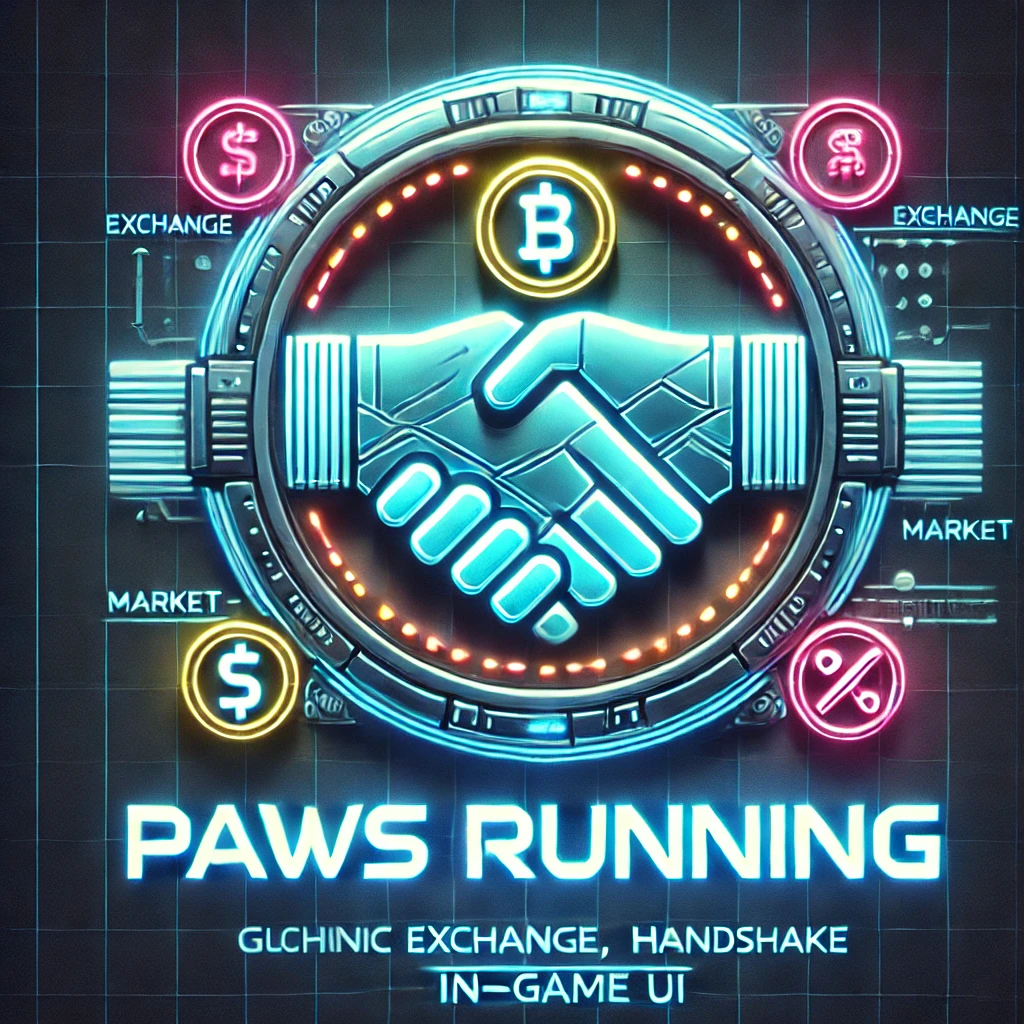 $
EXCHANGE
EXCHANGE
₿
MARKET
MARKET
$
%
PAWS RUNNING
GLCHINIC EXCHANGE, HANDSHAKE
IN-GAME UI